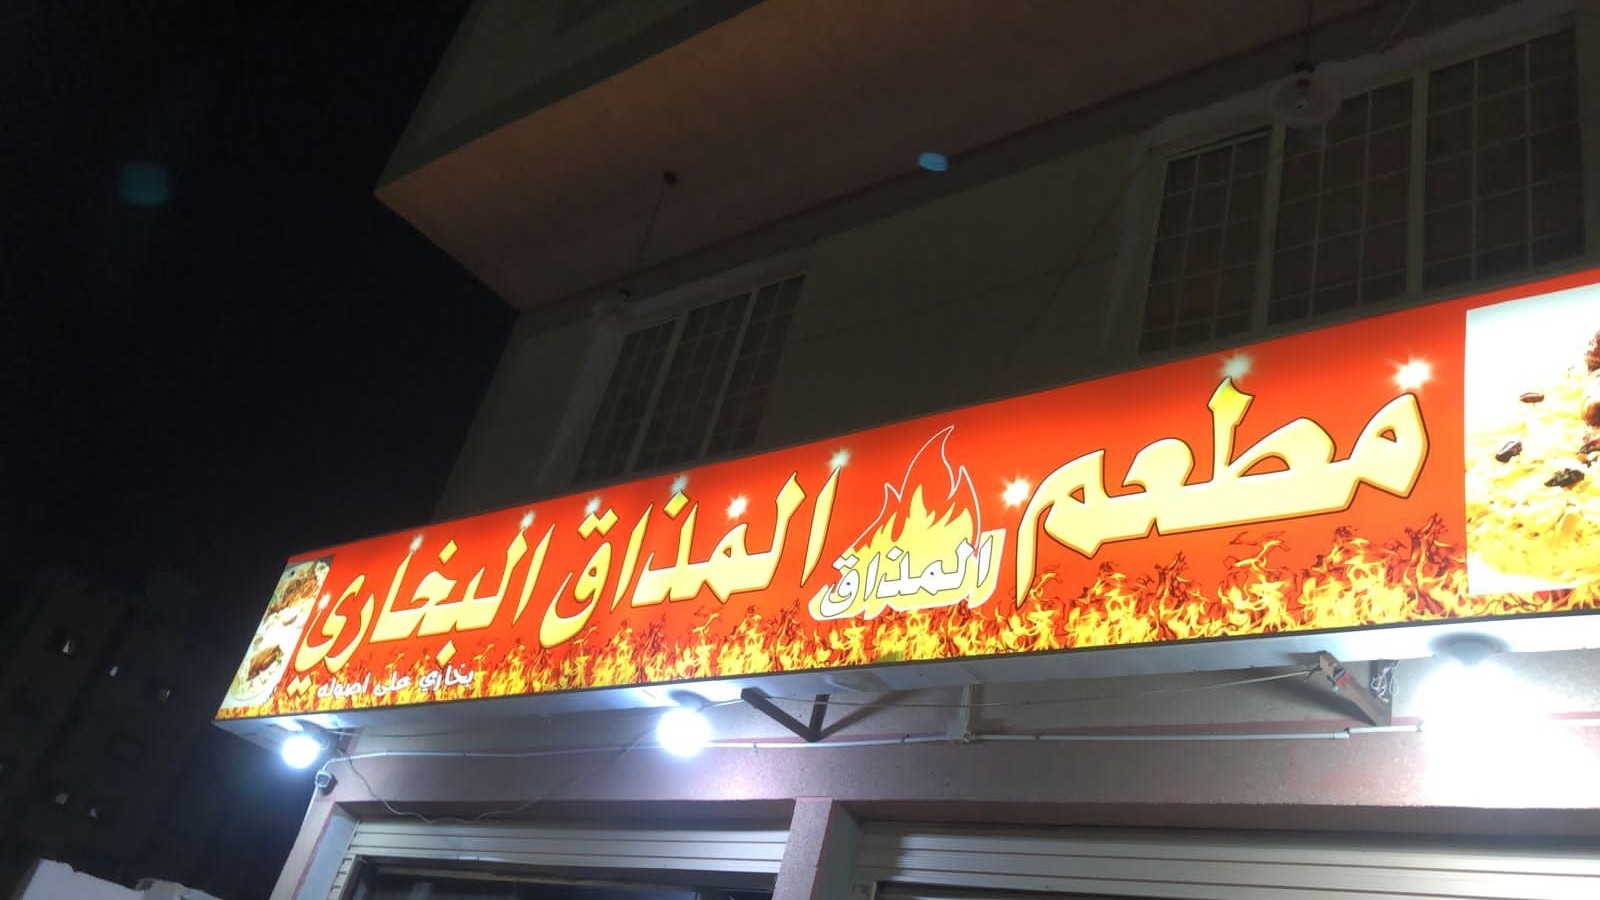 مطعم المذاق البخاري
المذاق
بخاري على اصوله